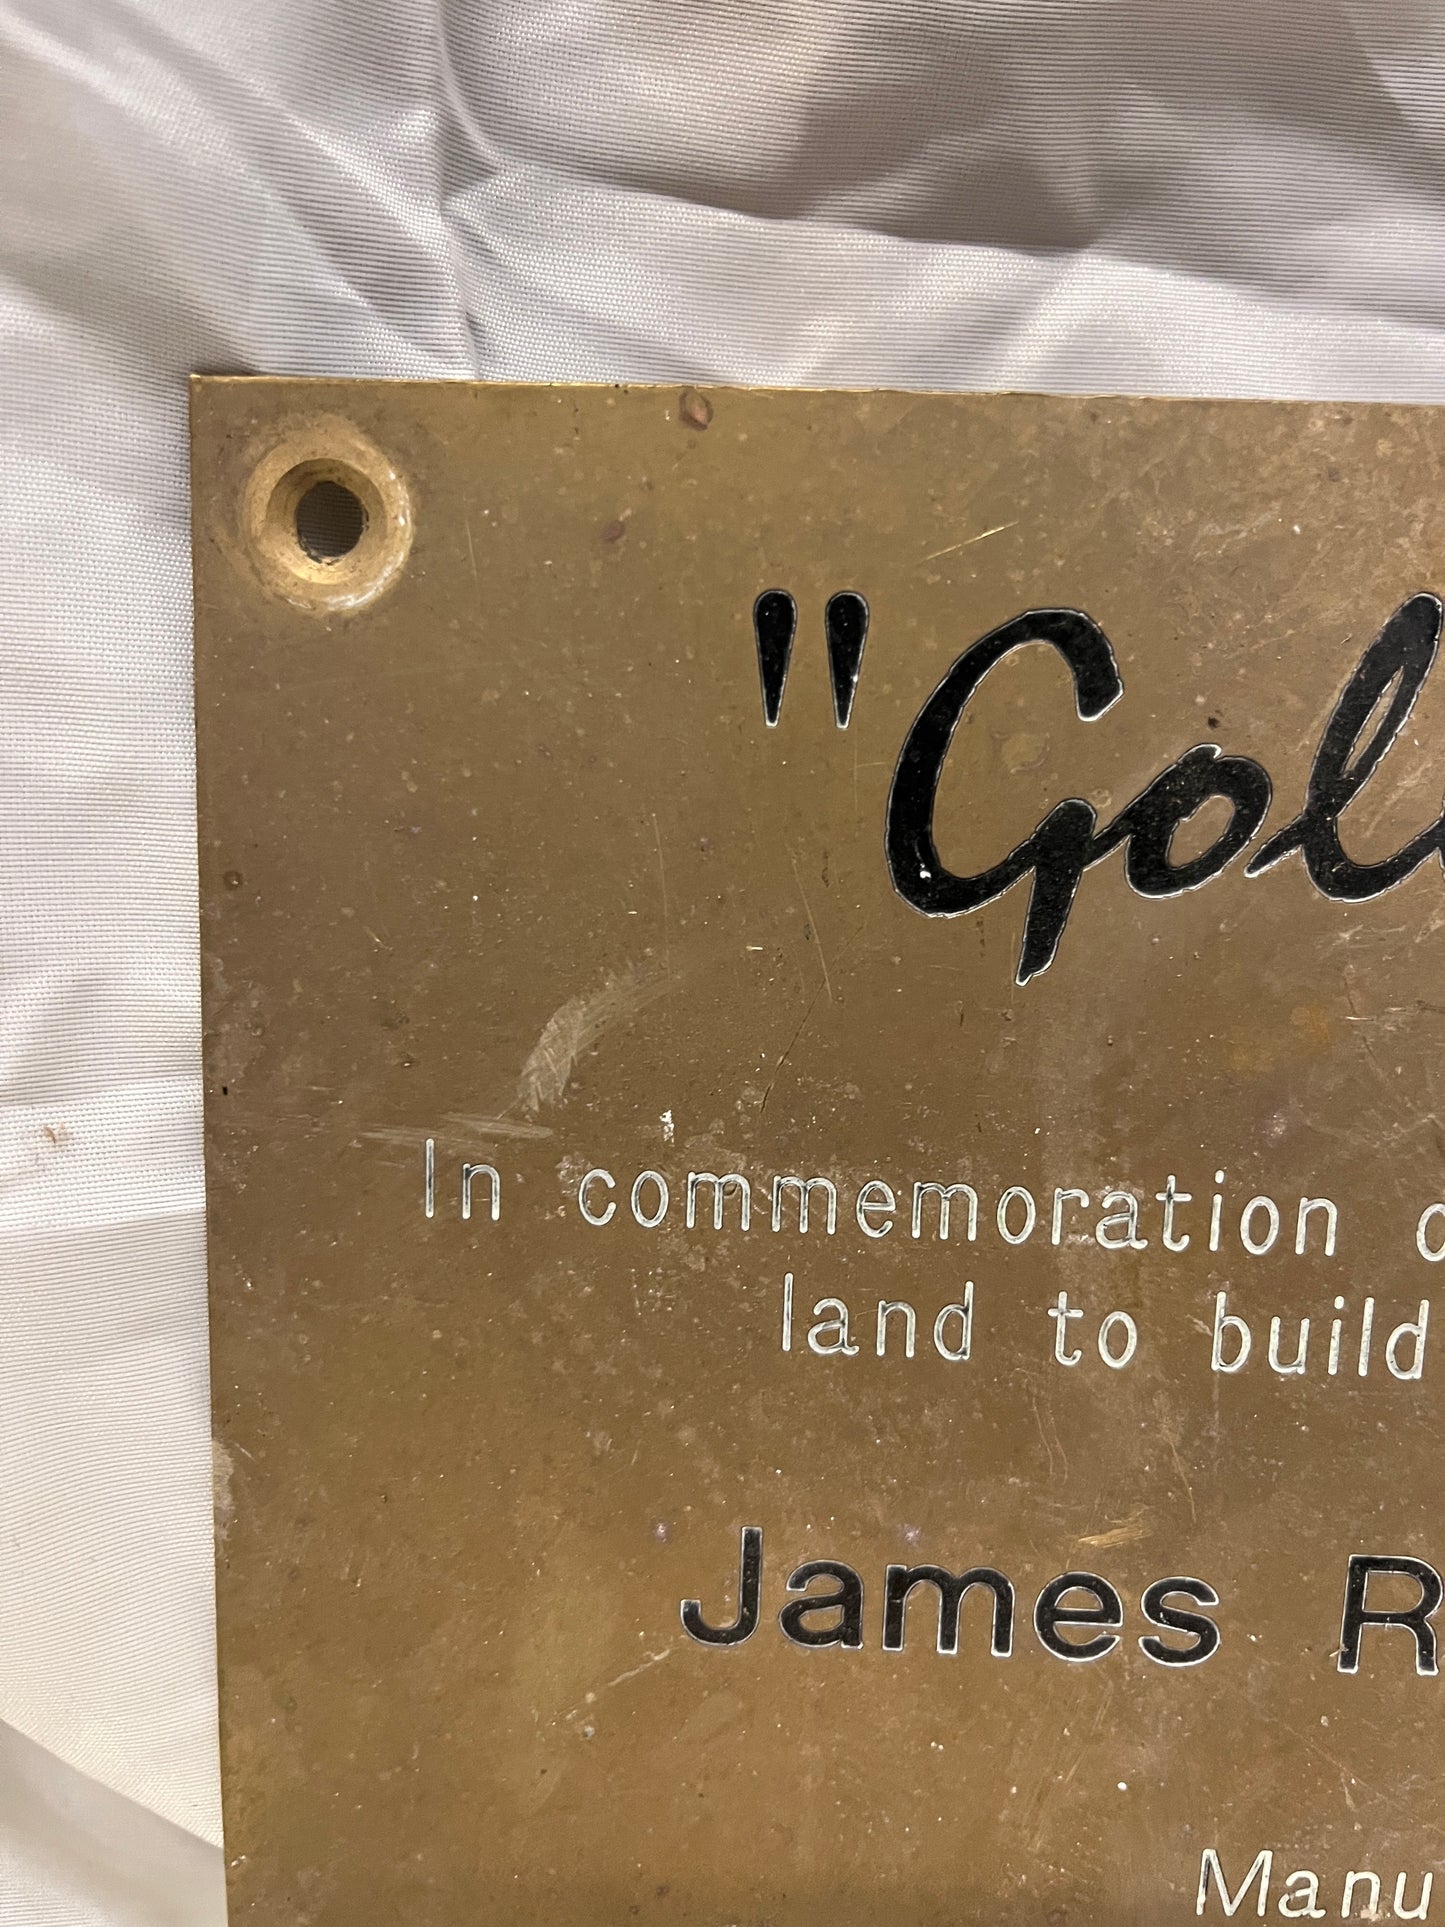 "Gol
In commemoration o
land to build
James R
Manu